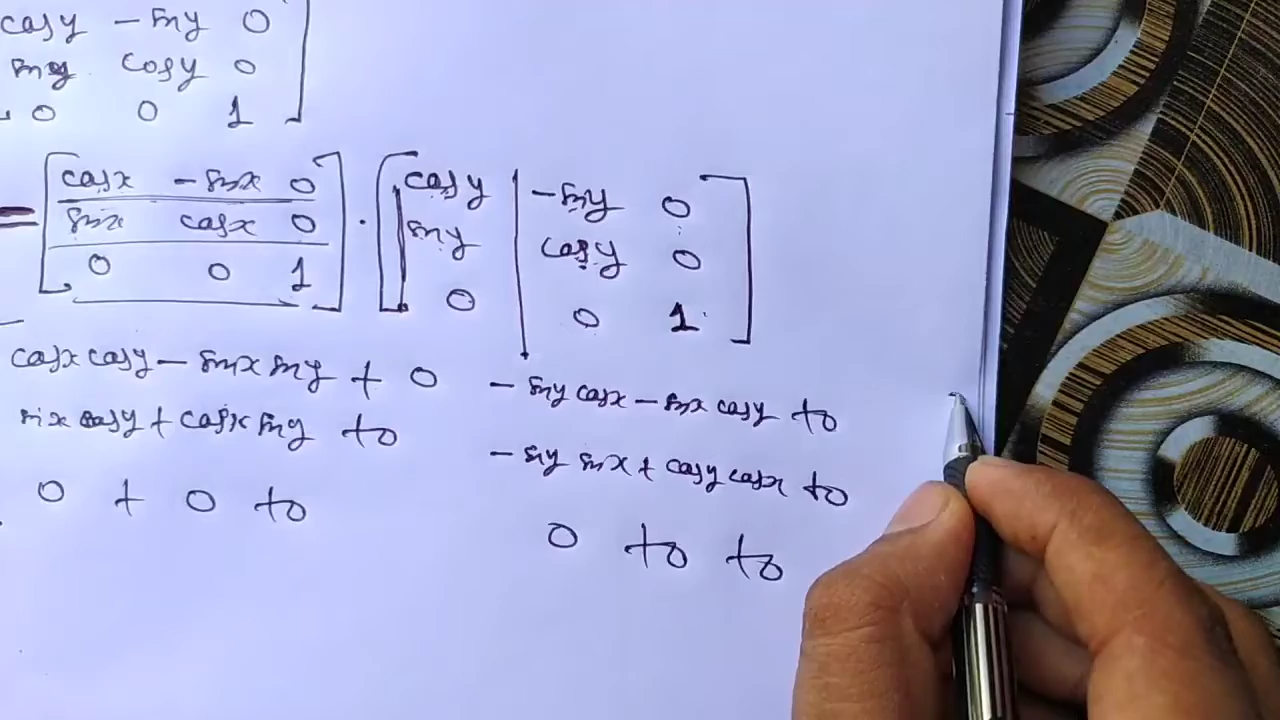 cosy - siny 0
siny cosy 0
0 0 1
= [cosx - sinx 0] . [cosy | - siny 0]
[sinx cosx 0] [siny | cosy 0]
[0 0 1] [0 | 0 1]
cosx cosy - sinx siny + 0 - siny cosx - sinx cosy + 0
sinx cosy + cosx siny + 0 - siny sinx + cosy cosx + 0
0 + 0 + 0 0 + 0 + 0